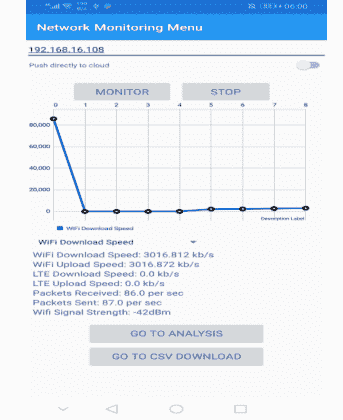 06:00
Network Monitoring Menu
192.168.16.108
Push directly to cloud
MONITOR STOP
0 1 2 3 4 5 6 7 8
80,000
60,000
40,000
20,000
0
Description Label
WiFi Download Speed
WiFi Download Speed
WiFi Download Speed: 3016.812 kb/s
WiFi Upload Speed: 3016.872 kb/s
LTE Download Speed: 0.0 kb/s
LTE Upload Speed: 0.0 kb/s
Packets Received: 86.0 per sec
Packets Sent: 87.0 per sec
Wifi Signal Strength: -42dBm
GO TO ANALYSIS
GO TO CSV DOWNLOAD